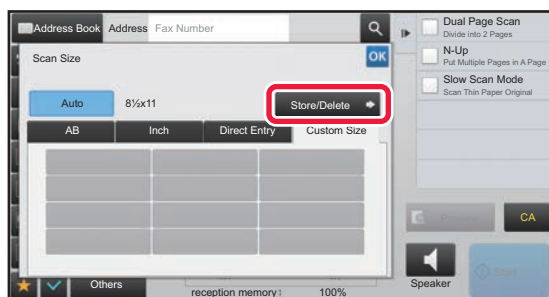 Address Book Address Fax Number
Scan Size
OK
Auto 8½x11 Store/Delete
AB Inch Direct Entry Custom Size
Others
reception memory: 100%
Dual Page Scan
Divide into 2 Pages
N-Up
Put Multiple Pages in A Page
Slow Scan Mode
Scan Thin Paper Original
Preview CA
Speaker Start